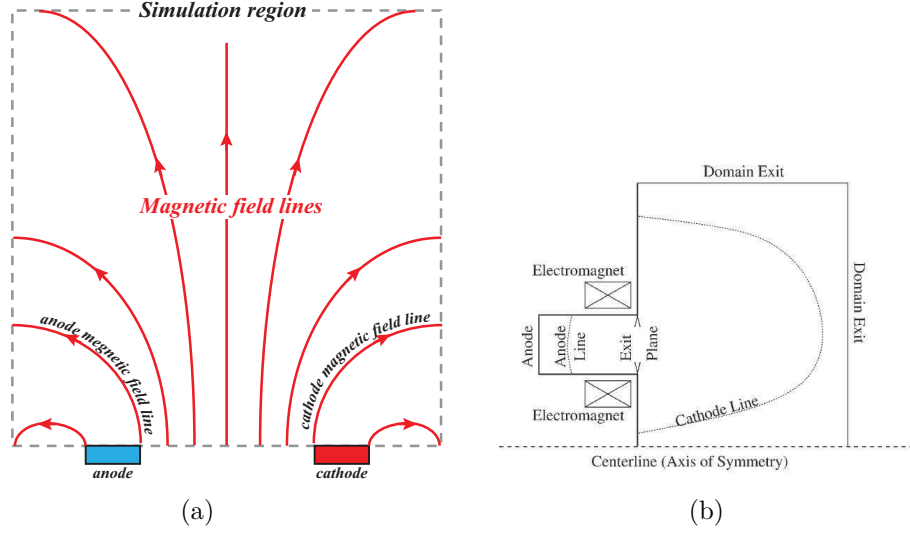 Simulation region
Magnetic field lines
anode megnetic field line
cathode magnetic field line
anode
cathode
(a)
Domain Exit
Electromagnet
Domain Exit
Anode
Anode
Line
Exit
Plane
Electromagnet
Cathode Line
Centerline (Axis of Symmetry)
(b)